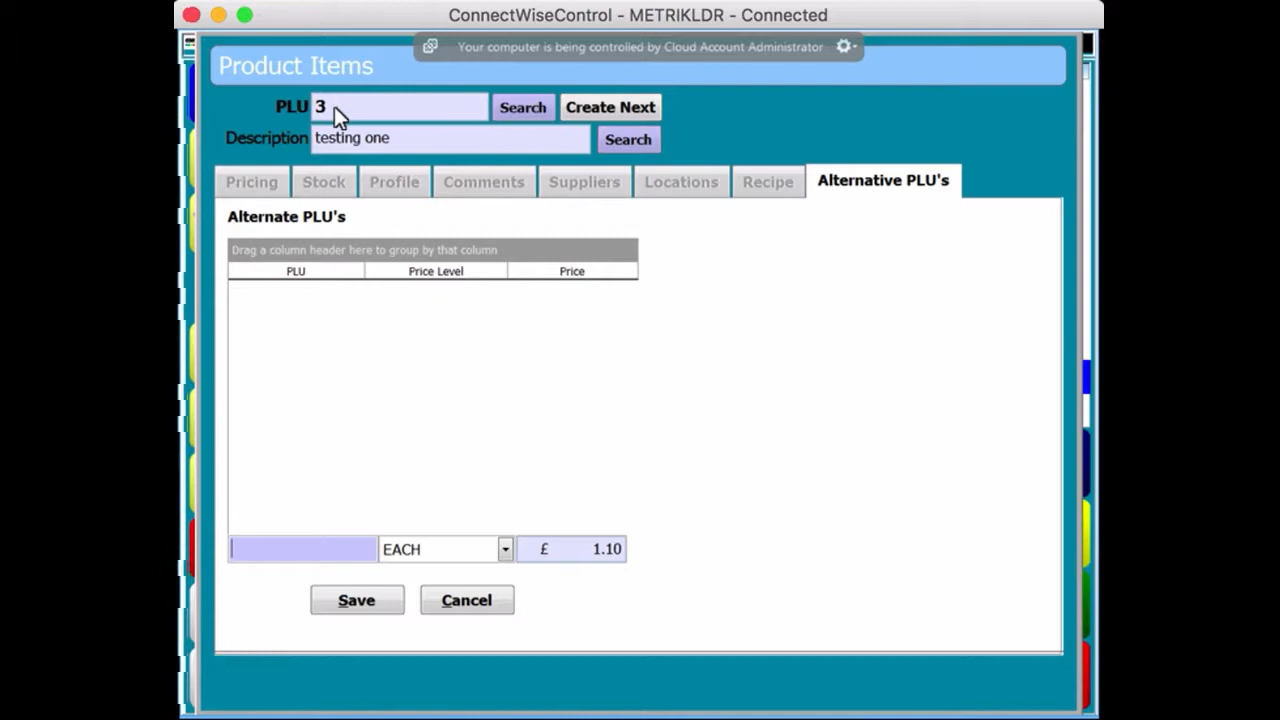 ConnectWiseControl - METRIKLDR - Connected
Your computer is being controlled by Cloud Account Administrator
Product Items
PLU 3 Search Create Next
Description testing one Search
Pricing Stock Profile Comments Suppliers Locations Recipe Alternative PLU's
Alternate PLU's
Drag a column header here to group by that column
PLU Price Level Price
EACH £ 1.10
Save Cancel